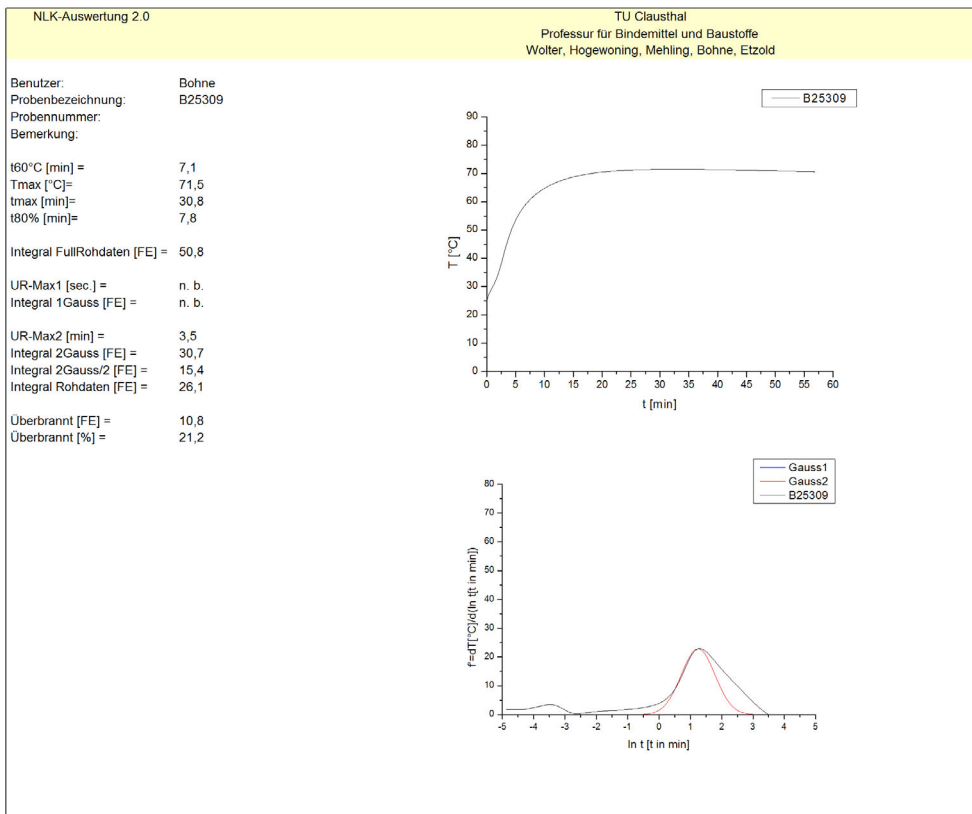 NLK-Auswertung 2.0
TU Clausthal
Professur für Bindemittel und Baustoffe
Wolter, Hogewoning, Mehling, Bohne, Etzold
Benutzer: Bohne
Probenbezeichnung: B25309
Probennummer:
Bemerkung:
t60°C [min] = 7,1
Tmax [°C]= 71,5
tmax [min]= 30,8
t80% [min]= 7,8
Integral FullRohdaten [FE] = 50,8
UR-Max1 [sec.] = n. b.
Integral 1Gauss [FE] = n. b.
UR-Max2 [min] = 3,5
Integral 2Gauss [FE] = 30,7
Integral 2Gauss/2 [FE] = 15,4
Integral Rohdaten [FE] = 26,1
Überbrannt [FE] = 10,8
Überbrannt [%] = 21,2
B25309
90
80
70
60
50
40
30
20
10
0
T [°C]
0 5 10 15 20 25 30 35 40 45 50 55 60
t [min]
Gauss1
Gauss2
B25309
80
70
60
50
40
30
20
10
0
f'=dT[°C]/d(ln t[t in min])
-5 -4 -3 -2 -1 0 1 2 3 4 5
ln t [t in min]